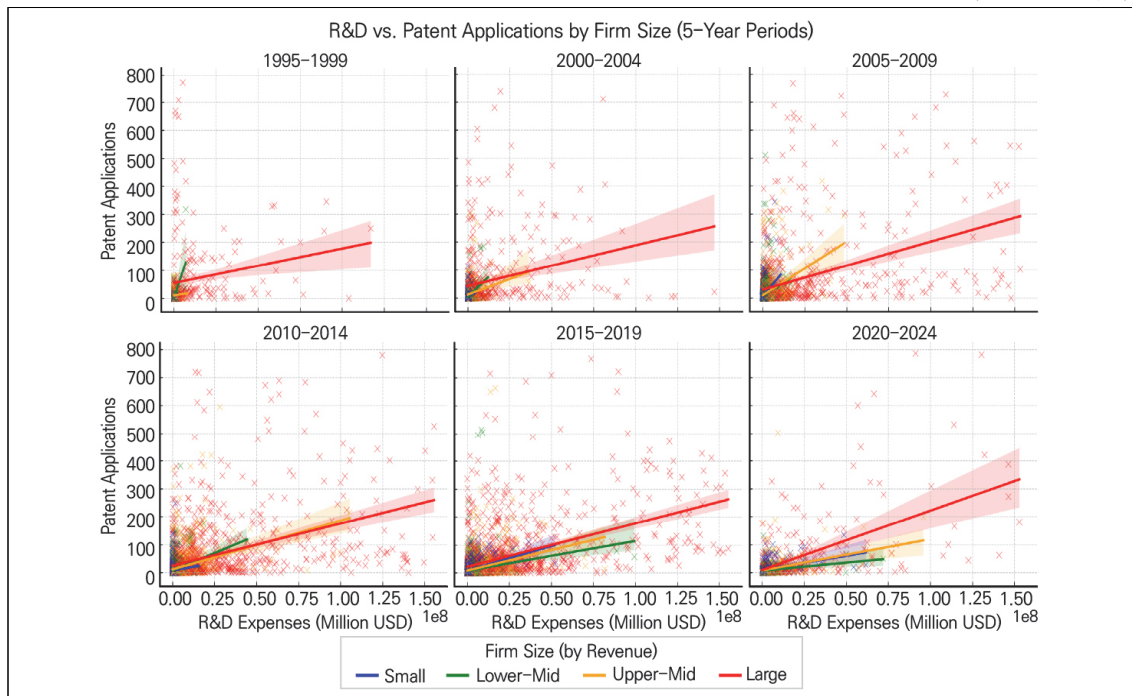 R&D vs. Patent Applications by Firm Size (5-Year Periods)
1995-1999
2000-2004
2005-2009
800
700
600
500
400
300
200
100
0
Patent Applications
2010-2014
2015-2019
2020-2024
800
700
600
500
400
300
200
100
0
Patent Applications
0.00 0.25 0.50 0.75 1.00 1.25 1.50
1e8
R&D Expenses (Million USD)
0.00 0.25 0.50 0.75 1.00 1.25 1.50
1e8
R&D Expenses (Million USD)
0.00 0.25 0.50 0.75 1.00 1.25 1.50
1e8
R&D Expenses (Million USD)
Firm Size (by Revenue)
Small Lower-Mid Upper-Mid Large